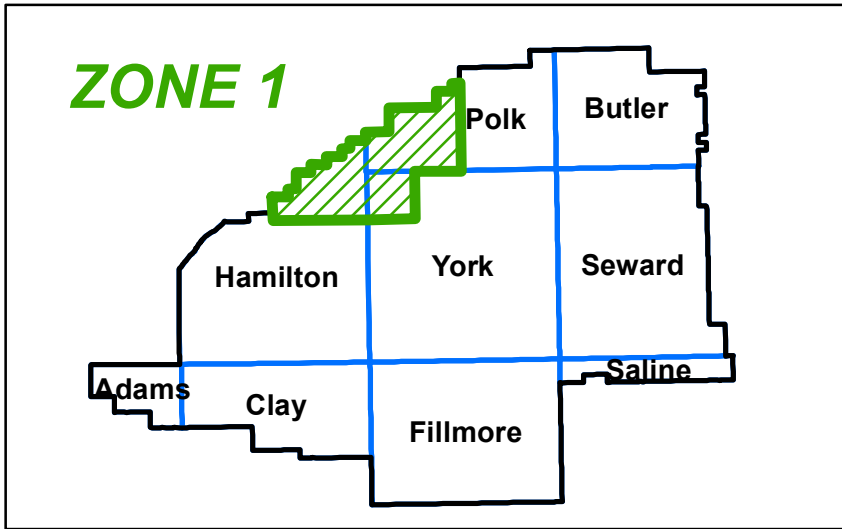 ZONE 1
Polk
Butler
Hamilton
York
Seward
Adams
Clay
Fillmore
Saline